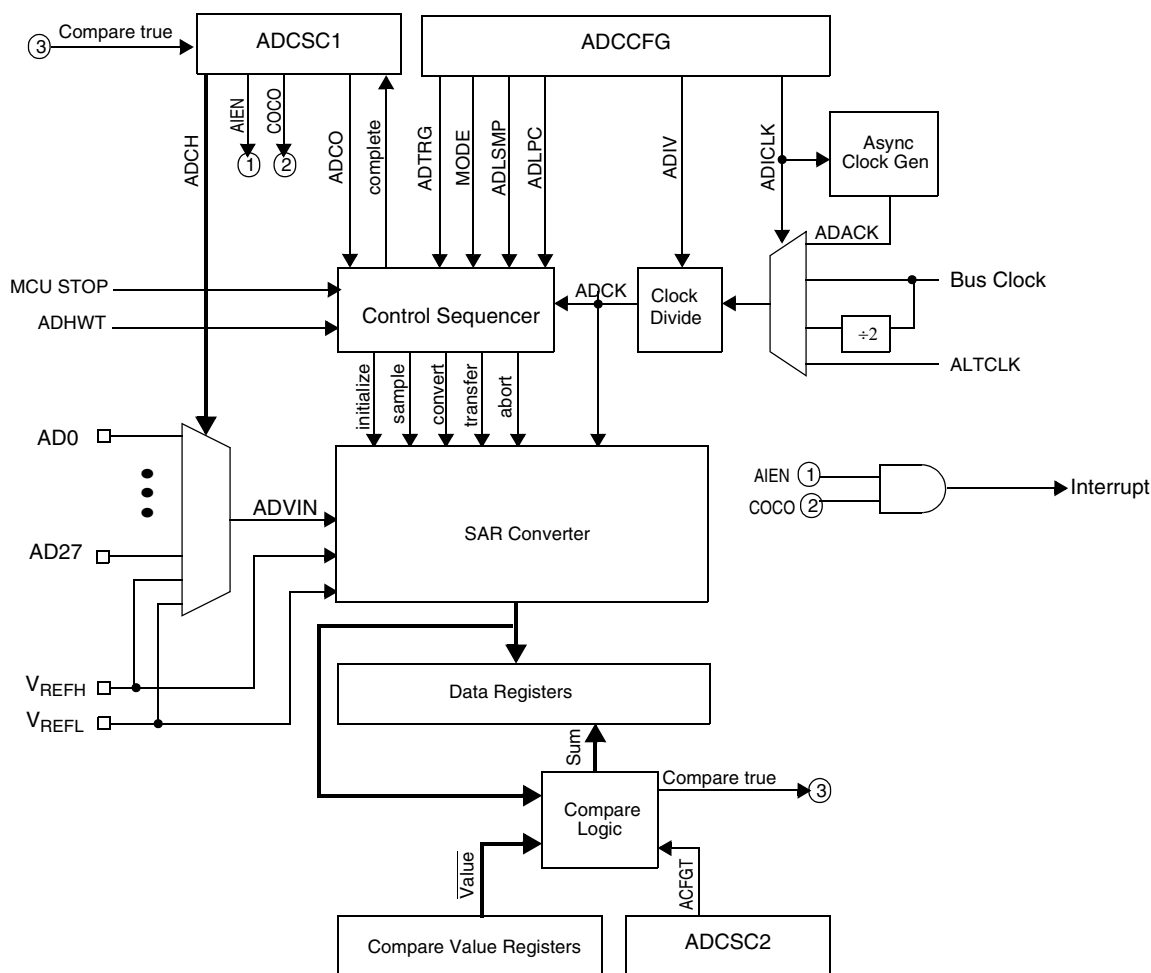 3
Compare true
ADCSC1
ADCCFG
ADCH
AIEN
COCO
1
2
ADCO
complete
ADTRG
MODE
ADLSMP
ADLPC
ADIV
ADICLK
Async
Clock Gen
ADACK
MCU STOP
ADHWT
Control Sequencer
ADCK
Clock
Divide
Bus Clock
÷2
ALTCLK
initialize
sample
convert
transfer
abort
AD0
AD27
ADVIN
SAR Converter
AIEN 1
COCO 2
Interrupt
VREFH
VREFL
Data Registers
Sum
Compare
Logic
Compare true
3
Value
ACFGT
Compare Value Registers
ADCSC2